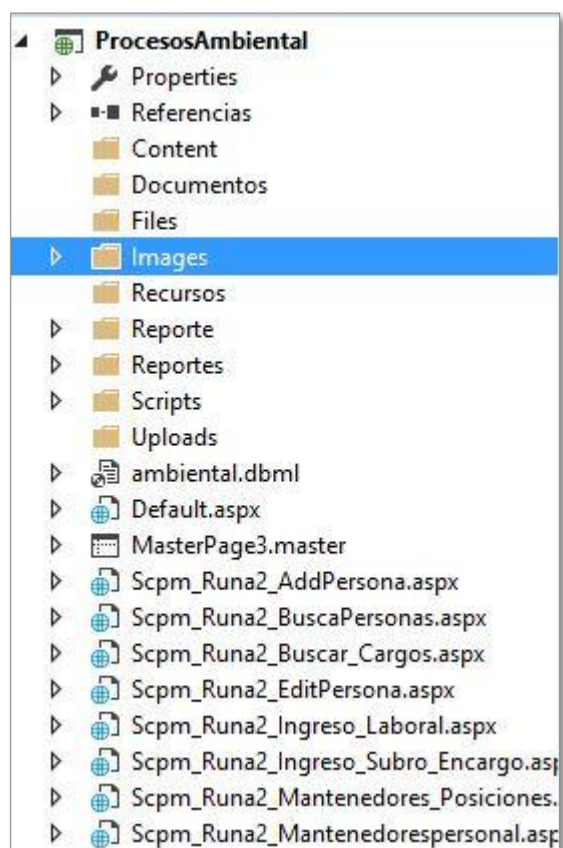 ProcesosAmbiental
Properties
Referencias
Content
Documentos
Files
Images
Recursos
Reporte
Reportes
Scripts
Uploads
ambiental.dbml
Default.aspx
MasterPage3.master
Scpm_Runa2_AddPersona.aspx
Scpm_Runa2_BuscaPersonas.aspx
Scpm_Runa2_Buscar_Cargos.aspx
Scpm_Runa2_EditPersona.aspx
Scpm_Runa2_Ingreso_Laboral.aspx
Scpm_Runa2_Ingreso_Subro_Encargo.asp
Scpm_Runa2_Mantenedores_Posiciones.
Scpm_Runa2_Mantenedorespersonal.asp